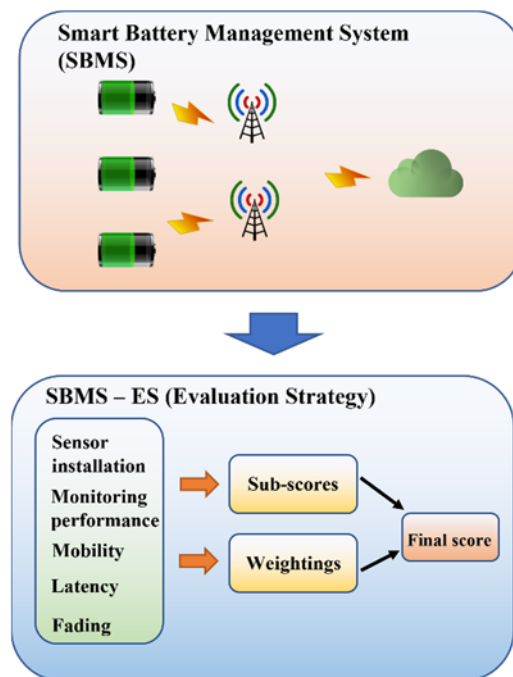 Smart Battery Management System
(SBMS)
SBMS – ES (Evaluation Strategy)
Sensor
installation
Monitoring
performance
Mobility
Latency
Fading
Sub-scores
Weightings
Final score